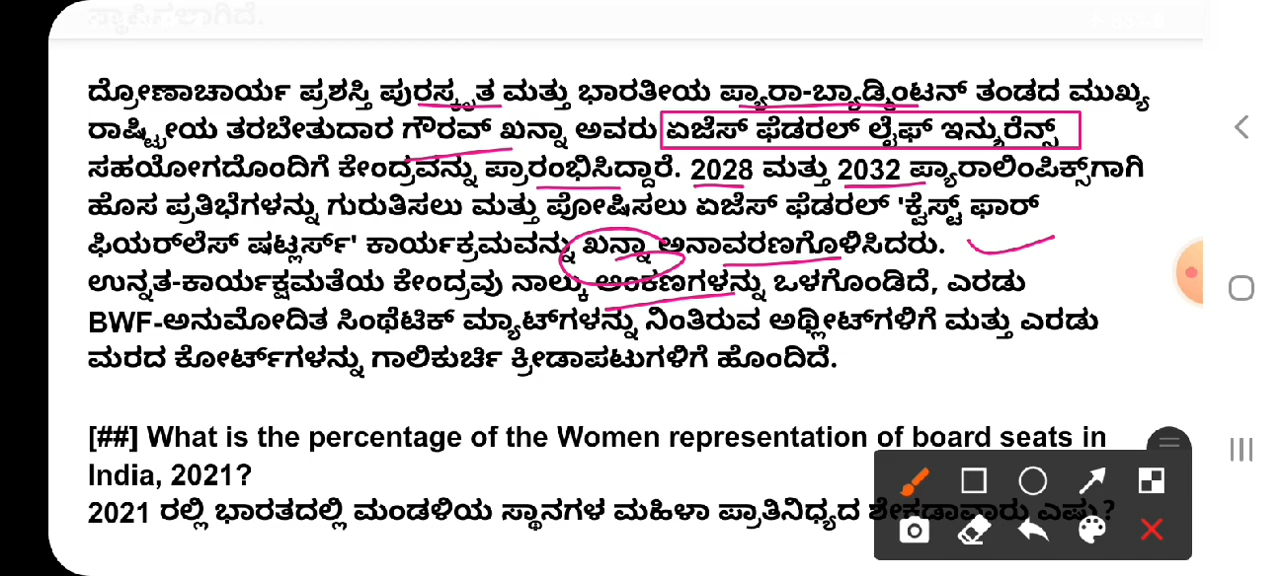 ಸ್ಥಾಪಿಸಲಾಗಿದೆ.
ದ್ರೋಣಾಚಾರ್ಯ ಪ್ರಶಸ್ತಿ ಪುರಸ್ಕೃತ ಮತ್ತು ಭಾರತೀಯ ಪ್ಯಾರಾ-ಬ್ಯಾಡ್ಮಿಂಟನ್ ತಂಡದ ಮುಖ್ಯ
ರಾಷ್ಟ್ರೀಯ ತರಬೇತುದಾರ ಗೌರವ್ ಖನ್ನಾ ಅವರು ಏಜೆಸ್ ಫೆಡರಲ್ ಲೈಫ್ ಇನ್ಶುರೆನ್ಸ್
ಸಹಯೋಗದೊಂದಿಗೆ ಕೇಂದ್ರವನ್ನು ಪ್ರಾರಂಭಿಸಿದ್ದಾರೆ. 2028 ಮತ್ತು 2032 ಪ್ಯಾರಾಲಿಂಪಿಕ್ಸ್‌ಗಾಗಿ
ಹೊಸ ಪ್ರತಿಭೆಗಳನ್ನು ಗುರುತಿಸಲು ಮತ್ತು ಪೋಷಿಸಲು ಏಜೆಸ್ ಫೆಡರಲ್ 'ಕ್ವೆಸ್ಟ್ ಫಾರ್
ಫಿಯರ್‌ಲೆಸ್ ಷಟ್ಲರ್ಸ್' ಕಾರ್ಯಕ್ರಮವನ್ನು ಖನ್ನಾ ಅನಾವರಣಗೊಳಿಸಿದರು.
ಉನ್ನತ-ಕಾರ್ಯಕ್ಷಮತೆಯ ಕೇಂದ್ರವು ನಾಲ್ಕು ಅಂಕಣಗಳನ್ನು ಒಳಗೊಂಡಿದೆ, ಎರಡು
BWF-ಅನುಮೋದಿತ ಸಿಂಥೆಟಿಕ್ ಮ್ಯಾಟ್‌ಗಳನ್ನು ನಿಂತಿರುವ ಅಥ್ಲೀಟ್‌ಗಳಿಗೆ ಮತ್ತು ಎರಡು
ಮರದ ಕೋರ್ಟ್‌ಗಳನ್ನು ಗಾಲಿಕುರ್ಚಿ ಕ್ರೀಡಾಪಟುಗಳಿಗೆ ಹೊಂದಿದೆ.
[##] What is the percentage of the Women representation of board seats in
India, 2021?
2021 ರಲ್ಲಿ ಭಾರತದಲ್ಲಿ ಮಂಡಳಿಯ ಸ್ಥಾನಗಳ ಮಹಿಳಾ ಪ್ರಾತಿನಿಧ್ಯದ ಶೇಕಡಾವಾರು ಎಷ್ಟು?